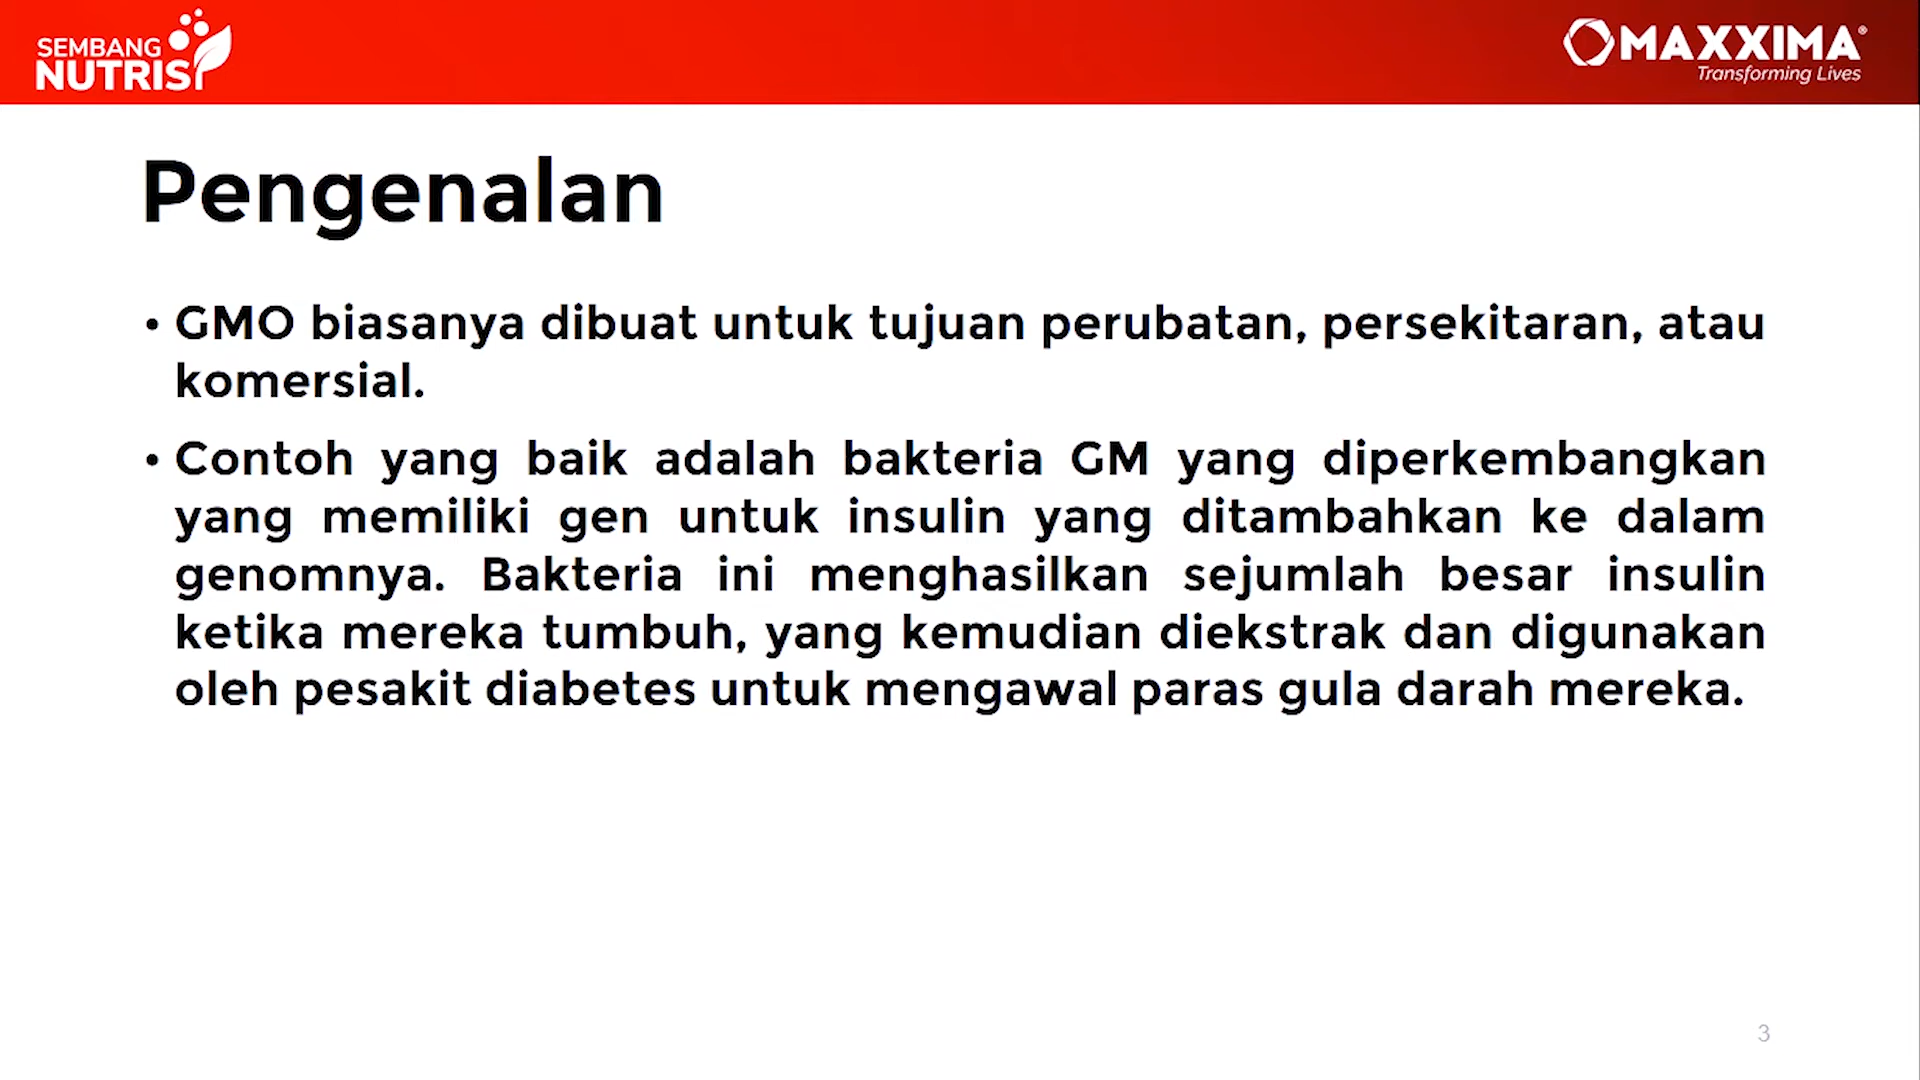 SEMBANG
NUTRISI
MAXXIMA®
Transforming Lives
Pengenalan
• GMO biasanya dibuat untuk tujuan perubatan, persekitaran, atau
komersial.
• Contoh yang baik adalah bakteria GM yang diperkembangkan
yang memiliki gen untuk insulin yang ditambahkan ke dalam
genomnya. Bakteria ini menghasilkan sejumlah besar insulin
ketika mereka tumbuh, yang kemudian diekstrak dan digunakan
oleh pesakit diabetes untuk mengawal paras gula darah mereka.
3